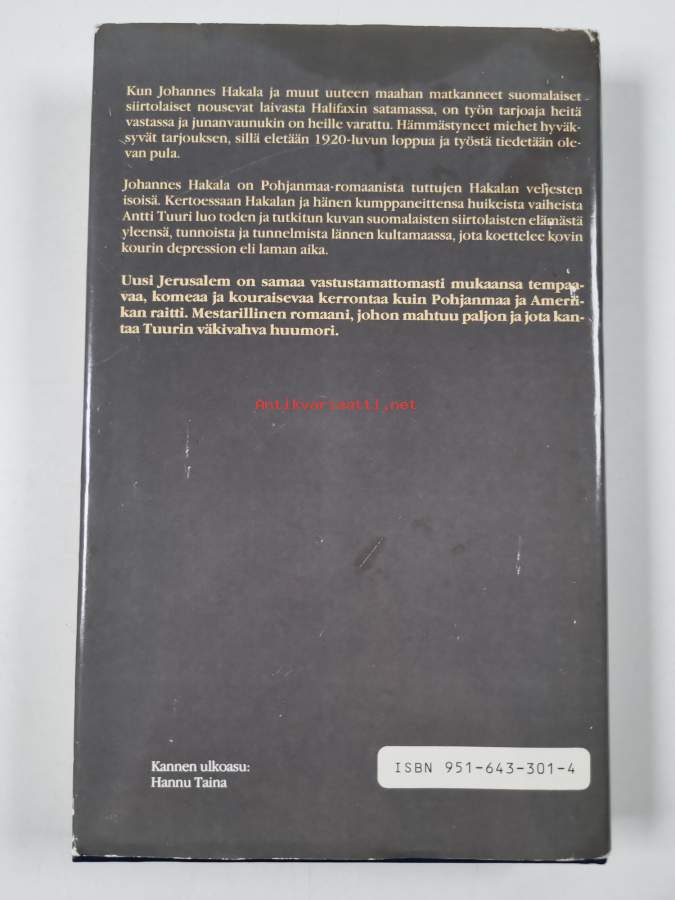 Kun Johannes Hakala ja muut uuteen maahan matkanneet suomalaiset
siirtolaiset nousevat laivasta Halifaxin satamassa, on työn tarjoaja heitä
vastassa ja junanvaunukin on heille varattu. Hämmästyneet miehet hyväk-
syvät tarjouksen, sillä eletään 1920-luvun loppua ja työstä tiedetään ole-
van pula.
Johannes Hakala on Pohjanmaa-romaanista tuttujen Hakalan veljesten
isoisä. Kertoessaan Hakalan ja hänen kumppaneittensa huikeista vaiheista
Antti Tuuri luo toden ja tutkitun kuvan suomalaisten siirtolaisten elämästä
yleensä, tunnoista ja tunnelmista lännen kultamaassa, jota koettelee kovin
kourin depression eli laman aika.
Uusi Jerusalem on samaa vastustamattomasti mukaansa tempaa-
vaa, komeaa ja kouraisevaa kerrontaa kuin Pohjanmaa ja Ameri-
kan raitti. Mestarillinen romaani, johon mahtuu paljon ja jota kan-
taa Tuurin väkivahva huumori.
Antikvariaatti.net
Kannen ulkoasu:
Hannu Taina
ISBN 951-643-301-4